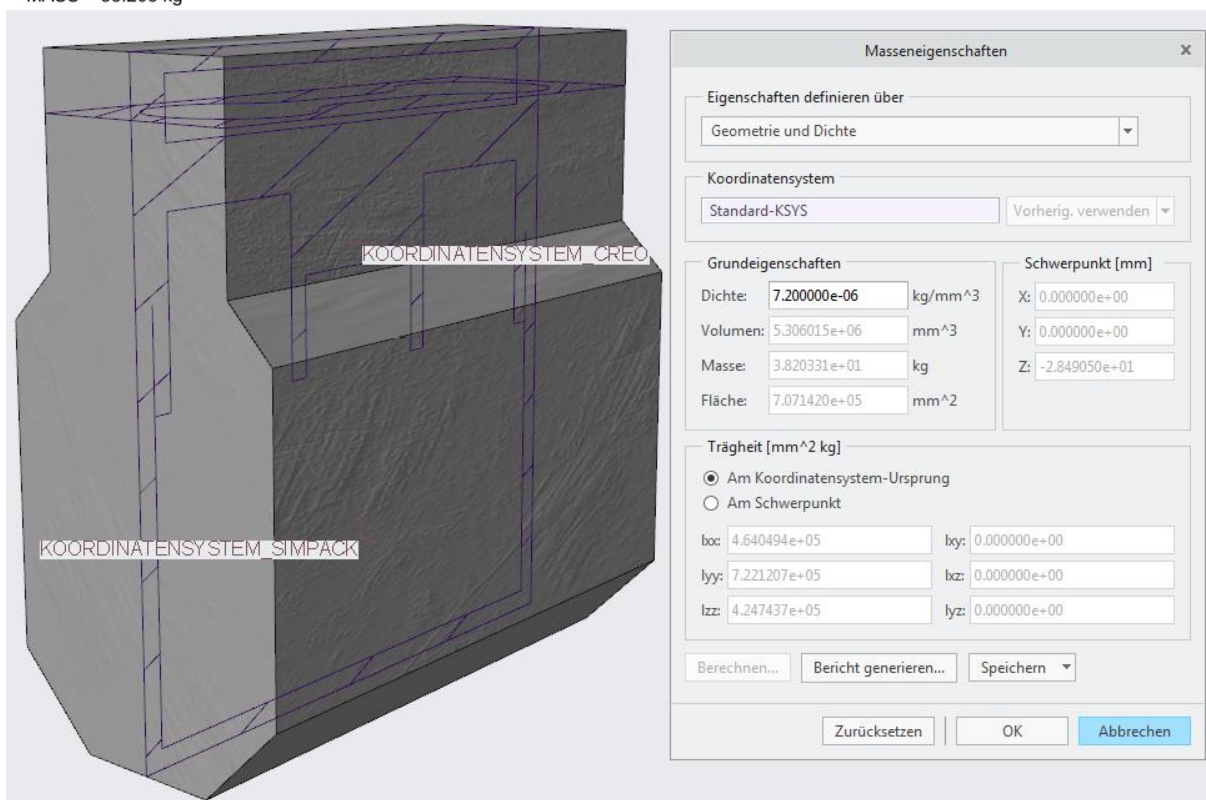 Masseneigenschaften x
Eigenschaften definieren über
Geometrie und Dichte
Koordinatensystem
Standard-KSYS Vorherig. verwenden
KOORDINATENSYSTEM_CREO
Grundeigenschaften Schwerpunkt [mm]
Dichte: 7.200000e-06 kg/mm^3 X: 0.000000e+00
Volumen: 5.306015e+06 mm^3 Y: 0.000000e+00
Masse: 3.820331e+01 kg Z: -2.849050e+01
Fläche: 7.071420e+05 mm^2
Trägheit [mm^2 kg]
Am Koordinatensystem-Ursprung
Am Schwerpunkt
KOORDINATENSYSTEM_SIMPACK
Ixx: 4.640494e+05 Ixy: 0.000000e+00
Iyy: 7.221207e+05 Ixz: 0.000000e+00
Izz: 4.247437e+05 Iyz: 0.000000e+00
Berechnen... Bericht generieren... Speichern
Zurücksetzen OK Abbrechen